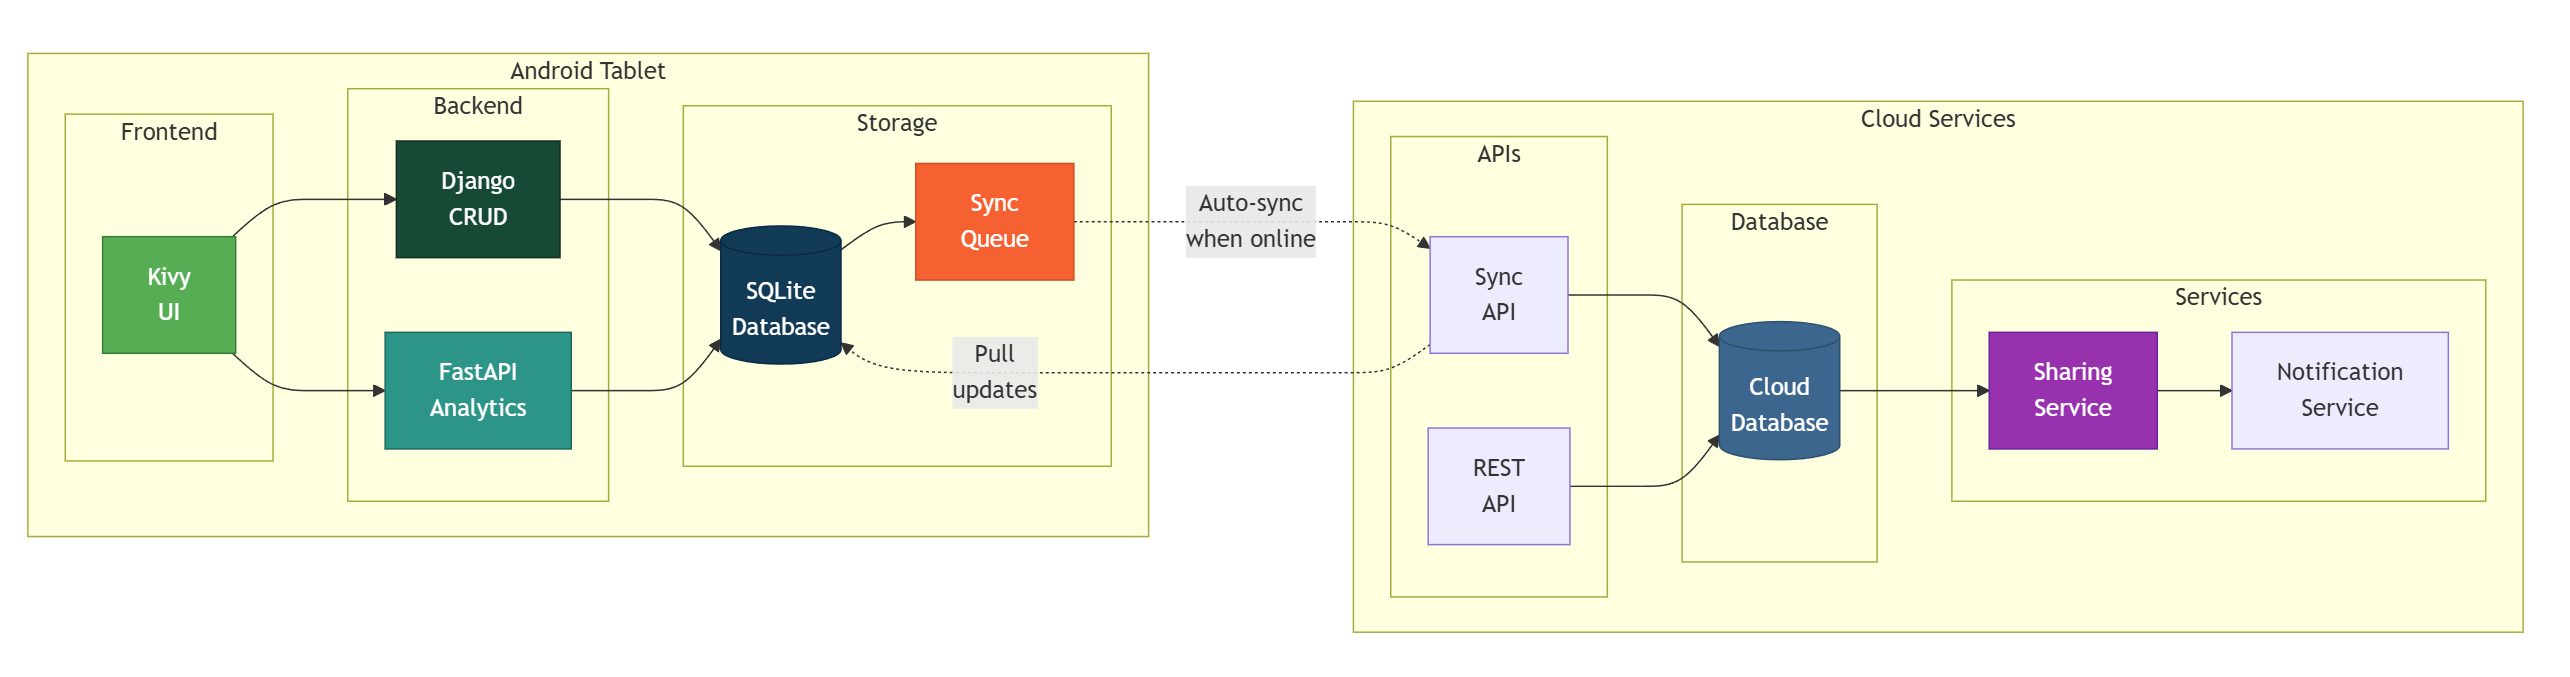 Android Tablet
Frontend
Kivy
UI
Backend
Django
CRUD
FastAPI
Analytics
Storage
SQLite
Database
Sync
Queue
Auto-sync
when online
Pull
updates
Cloud Services
APIs
Sync
API
REST
API
Database
Cloud
Database
Services
Sharing
Service
Notification
Service